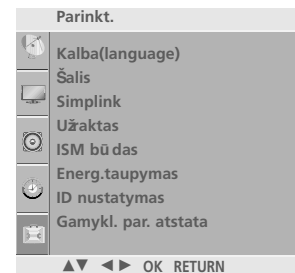 Parinkt.
Kalba(language)
Šalis
Simplink
Užraktas
ISM būdas
Energ.taupymas
ID nustatymas
Gamykl. par. atstata
▲▼ ◄► OK RETURN